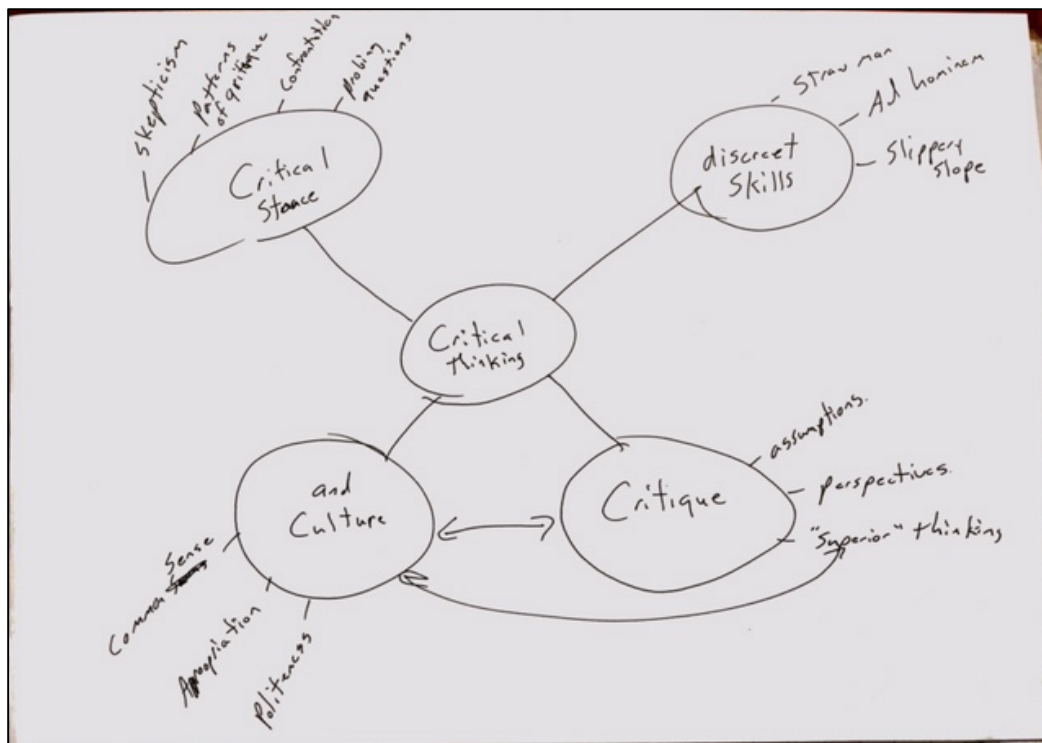 Skepticism
Patterns
of critique
Confrontation
probing
questions
Critical
Stance
Straw man
Ad hominem
Slippery
Slope
discreet
Skills
Critical
thinking
and
Culture
Sense
Common
Appropriation
Politeness
Critique
assumptions.
perspectives.
"Superior" thinking